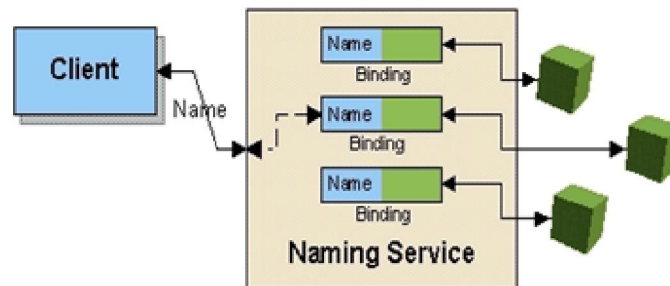 Client
Name
Name
Binding
Name
Binding
Name
Binding
Naming Service